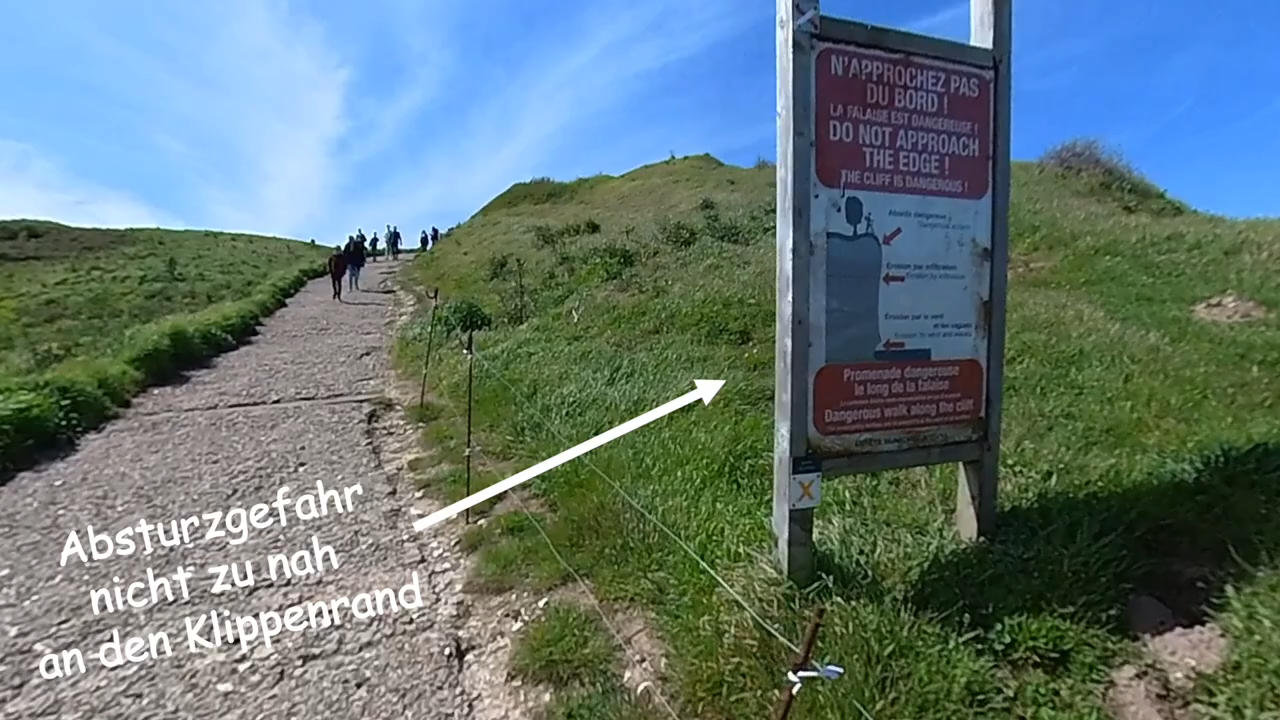 N'APPROCHEZ PAS
DU BORD !
LA FALAISE EST DANGEREUSE !
DO NOT APPROACH
THE EDGE !
THE CLIFF IS DANGEROUS !
Abords dangereux
Erosion par infiltration
Erosion by infiltration
Erosion par le vent
et les vagues
Erosion by wind and waves
Promenade dangereuse
le long de la falaise
Dangerous walk along the cliff
Absturzgefahr
nicht zu nah
an den Klippenrand